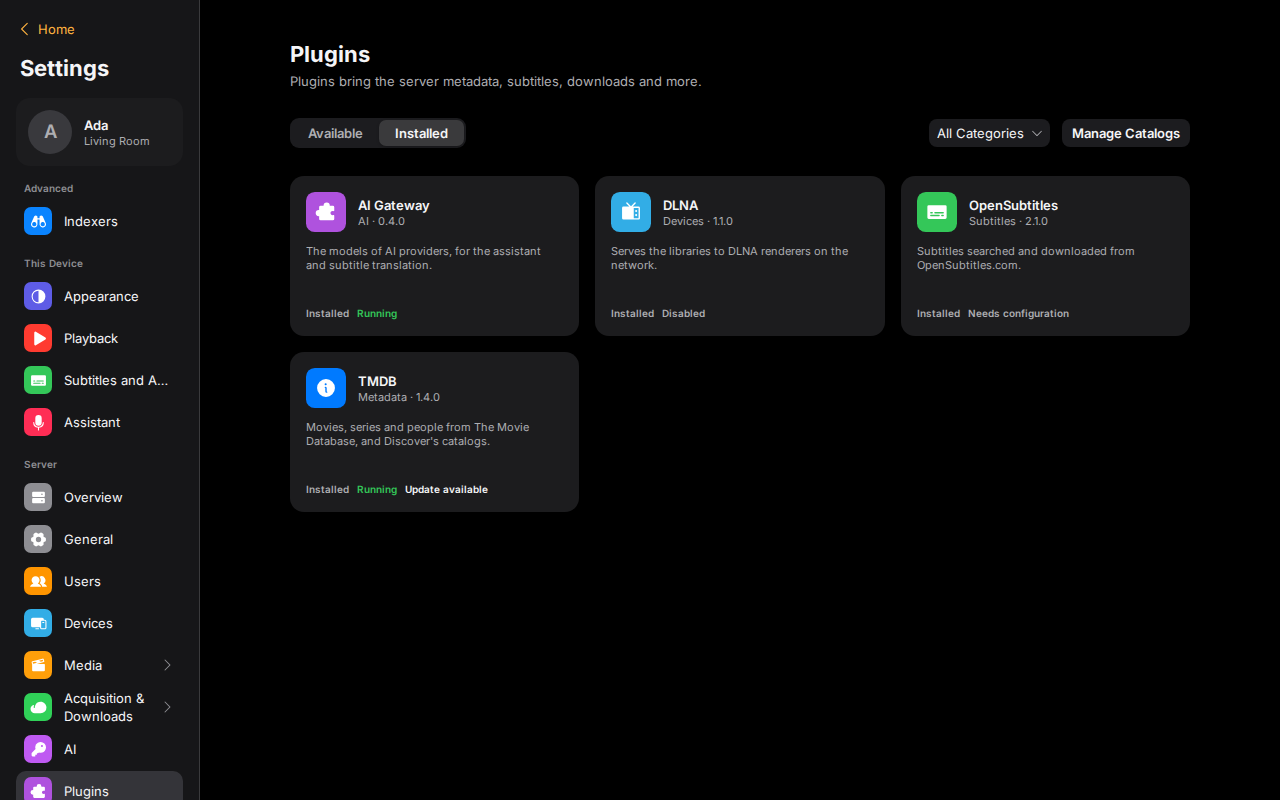 Home
Settings
A
Ada
Living Room
Advanced
Indexers
This Device
Appearance
Playback
Subtitles and A...
Assistant
Server
Overview
General
Users
Devices
Media
Acquisition &
Downloads
AI
Plugins
Plugins
Plugins bring the server metadata, subtitles, downloads and more.
Available Installed
All Categories Manage Catalogs
AI Gateway
AI · 0.4.0
The models of AI providers, for the assistant
and subtitle translation.
Installed Running
DLNA
Devices · 1.1.0
Serves the libraries to DLNA renderers on the
network.
Installed Disabled
OpenSubtitles
Subtitles · 2.1.0
Subtitles searched and downloaded from
OpenSubtitles.com.
Installed Needs configuration
TMDB
Metadata · 1.4.0
Movies, series and people from The Movie
Database, and Discover's catalogs.
Installed Running Update available